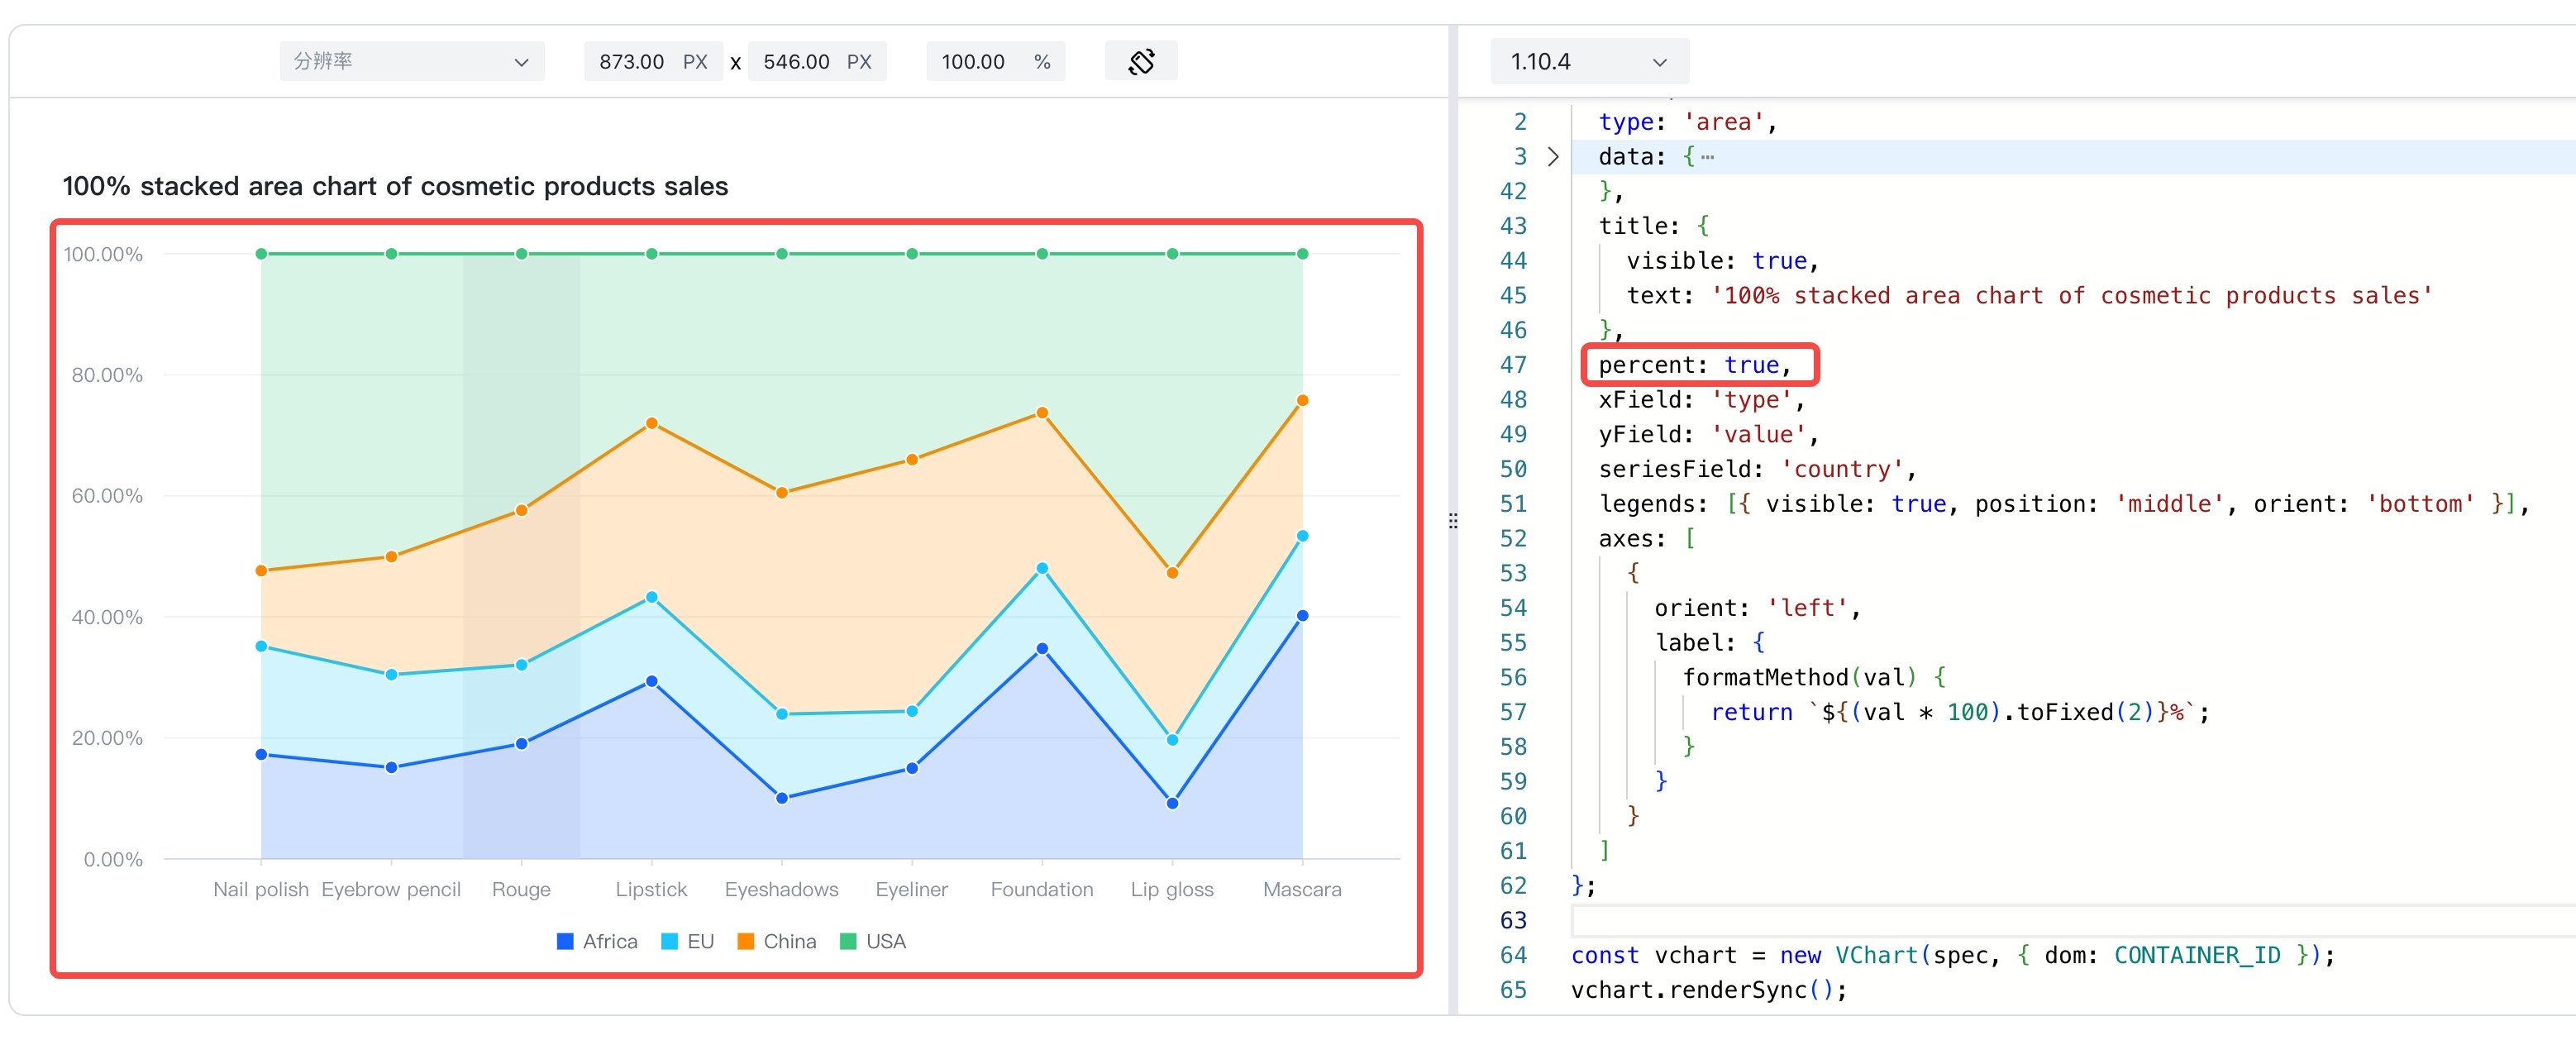 分辨率
873.00 PX x 546.00 PX
100.00 %
100% stacked area chart of cosmetic products sales
100.00%
80.00%
60.00%
40.00%
20.00%
0.00%
Nail polish Eyebrow pencil Rouge Lipstick Eyeshadows Eyeliner Foundation Lip gloss Mascara
Africa EU China USA
1.10.4
2 type: 'area',
3 data: {⋯
42 },
43 title: {
44 visible: true,
45 text: '100% stacked area chart of cosmetic products sales'
46 },
47 percent: true,
48 xField: 'type',
49 yField: 'value',
50 seriesField: 'country',
51 legends: [{ visible: true, position: 'middle', orient: 'bottom' }],
52 axes: [
53 {
54 orient: 'left',
55 label: {
56 formatMethod(val) {
57 return `${(val * 100).toFixed(2)}%`;
58 }
59 }
60 }
61 ]
62 };
63
64 const vchart = new VChart(spec, { dom: CONTAINER_ID });
65 vchart.renderSync();